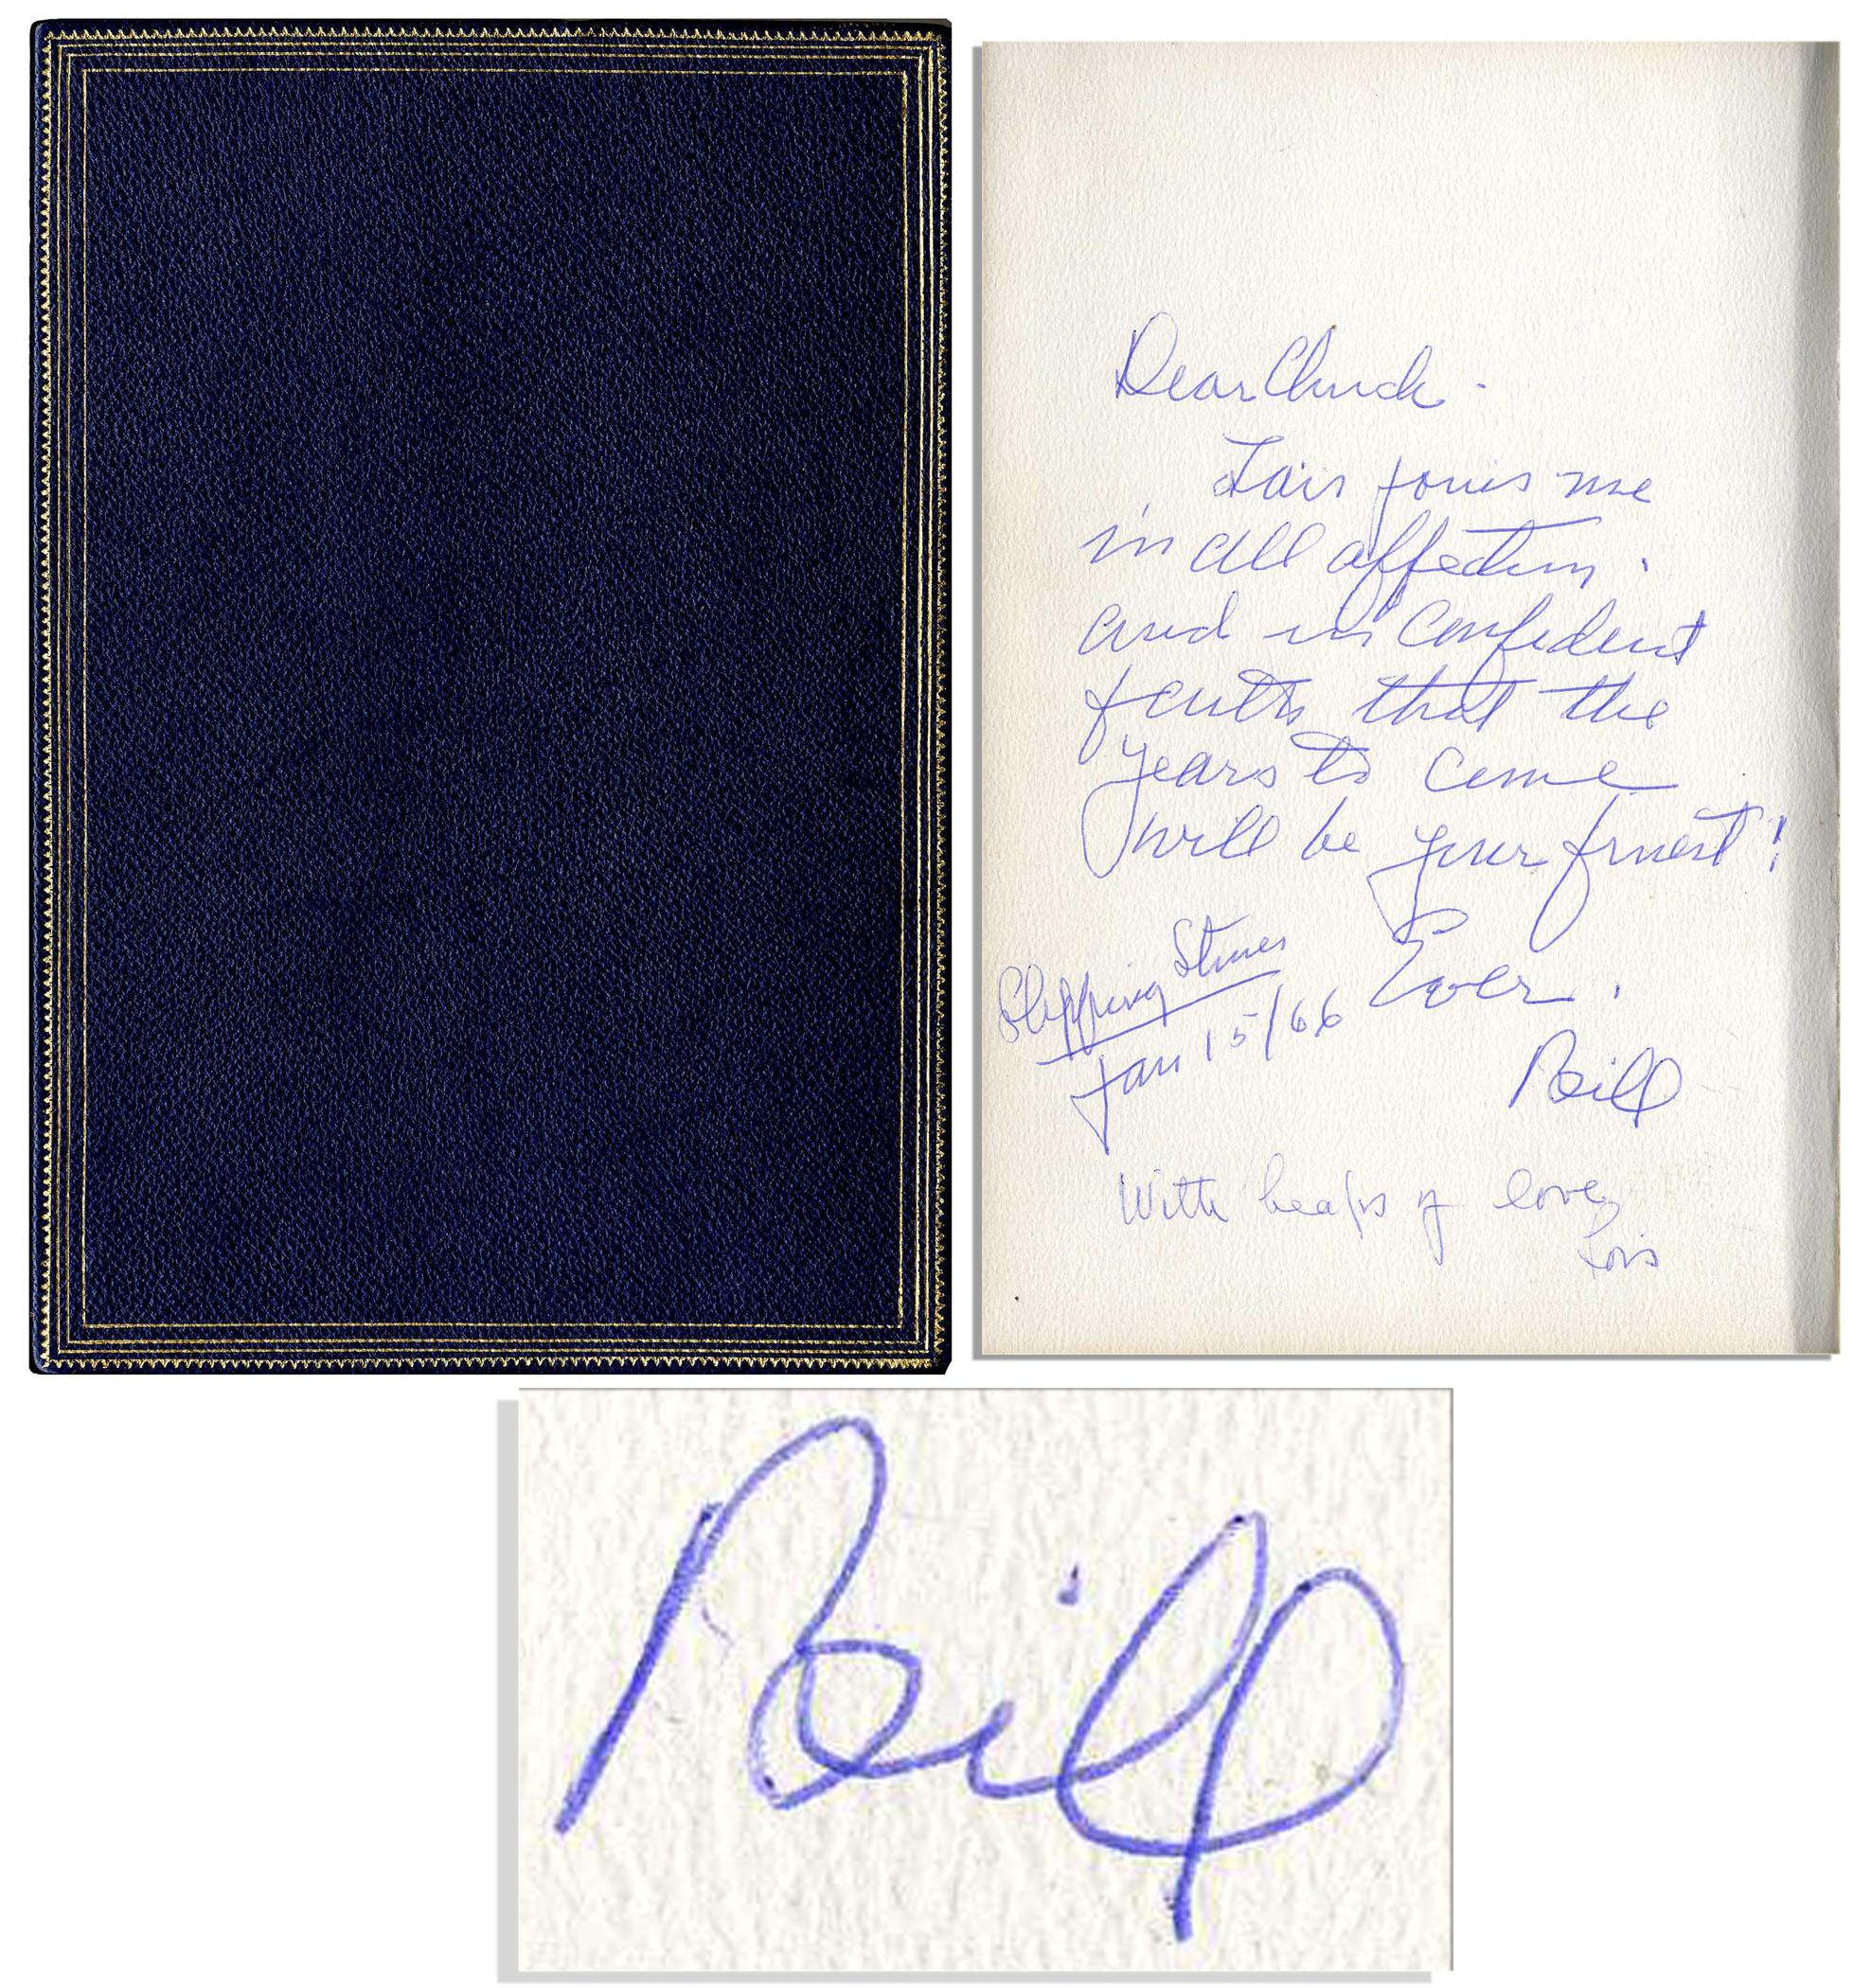 Dear Chuck -
Lois joins me
in all affection -
and in confident
faith that the
years to come
will be your finest!
Ever,
Stepping Stones
Jan 15/66
Bill
With heaps of love,
Lois
Bill